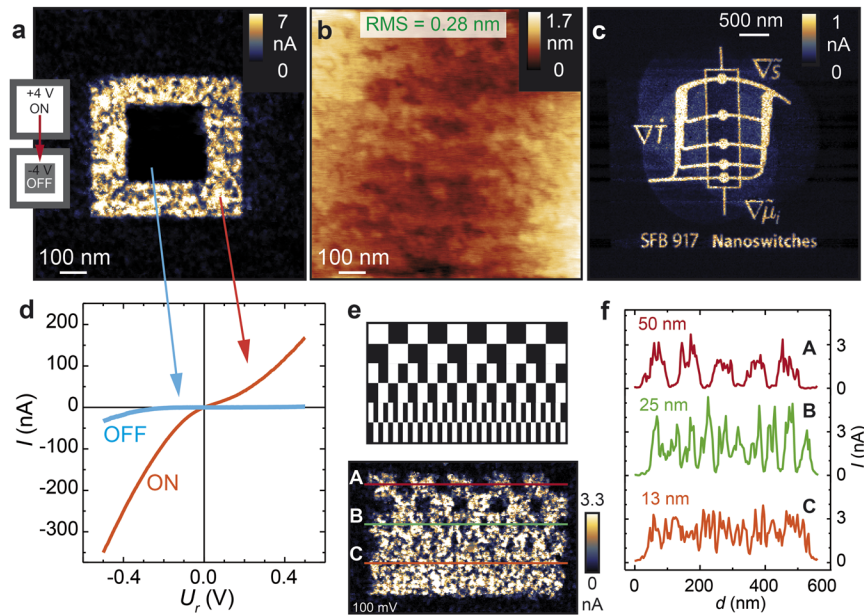 a
7
nA
0
+4 V
ON
-4 V
OFF
100 nm
b
RMS = 0.28 nm
1.7
nm
0
100 nm
c
500 nm
1
nA
0
∇s̃
∇Ṫ
∇μ̃i
SFB 917 Nanoswitches
d
200
100
0
-100
-200
-300
I (nA)
OFF
ON
-0.4
0.0
0.4
Ur (V)
e
A
B
C
100 mV
3.3
0
nA
f
50 nm
A
3
0
25 nm
B
3
0
I (nA)
13 nm
C
3
0
0 200 400 600
d (nm)